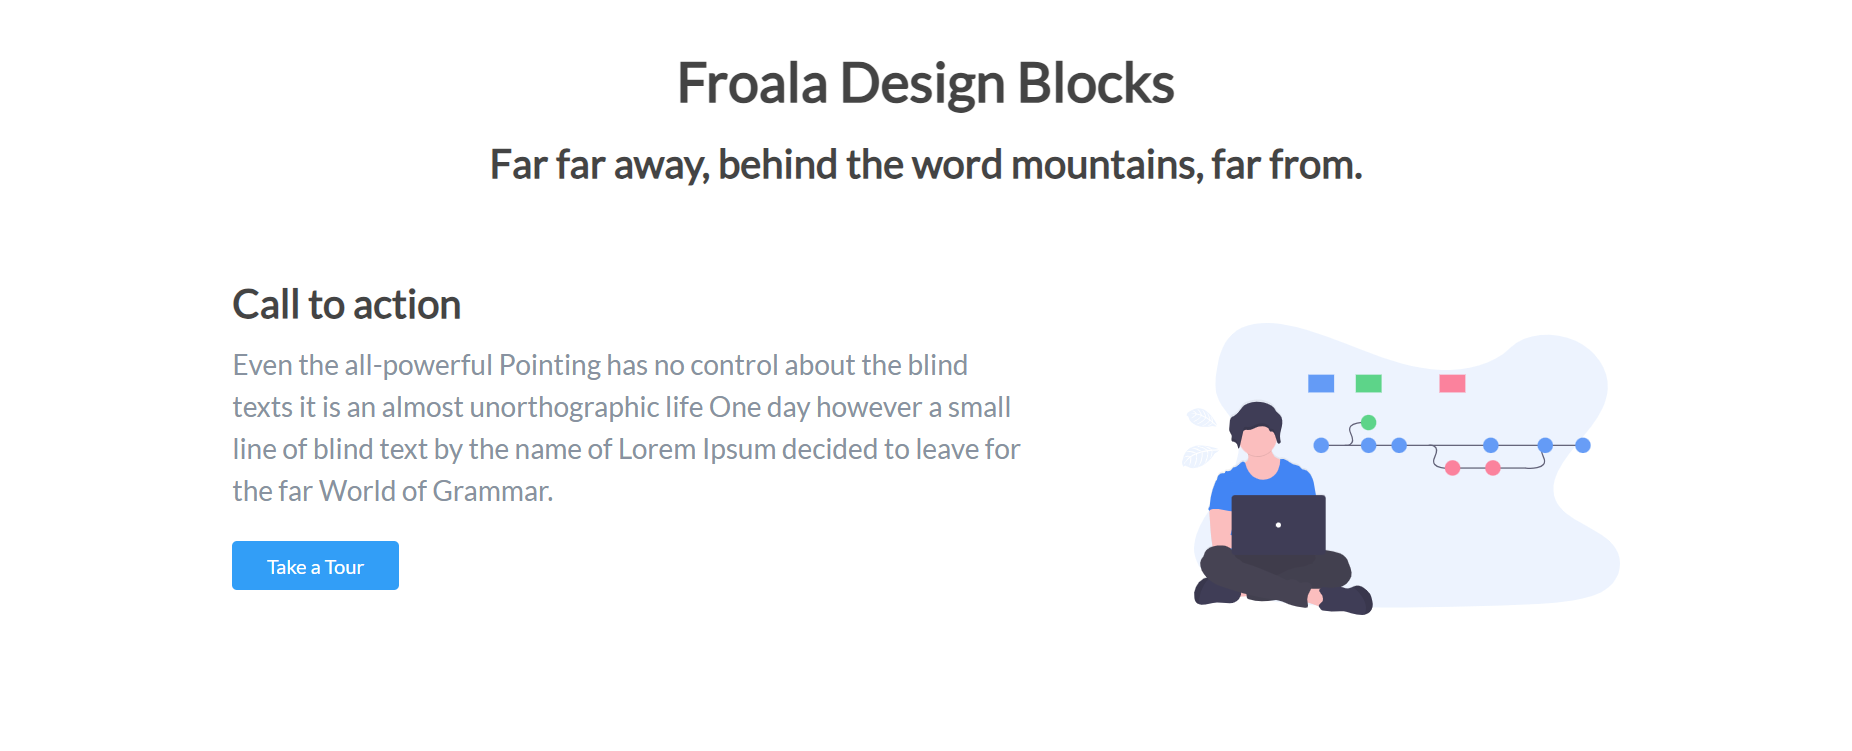 Froala Design Blocks
Far far away, behind the word mountains, far from.
Call to action
Even the all-powerful Pointing has no control about the blind
texts it is an almost unorthographic life One day however a small
line of blind text by the name of Lorem Ipsum decided to leave for
the far World of Grammar.
Take a Tour